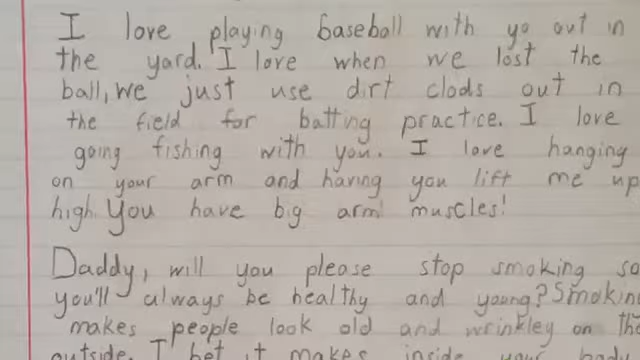 I love playing baseball with yo out in
the yard. I love when we lost the
ball, we just use dirt clods out in
the field for batting practice. I love
going fishing with you. I love hanging
on your arm and having you lift me up
high. You have big arm muscles!
Daddy, will you please stop smoking so
you'll always be healthy and young? Smokin
makes people look old and wrinkley on the
outside. I bet it makes inside your body